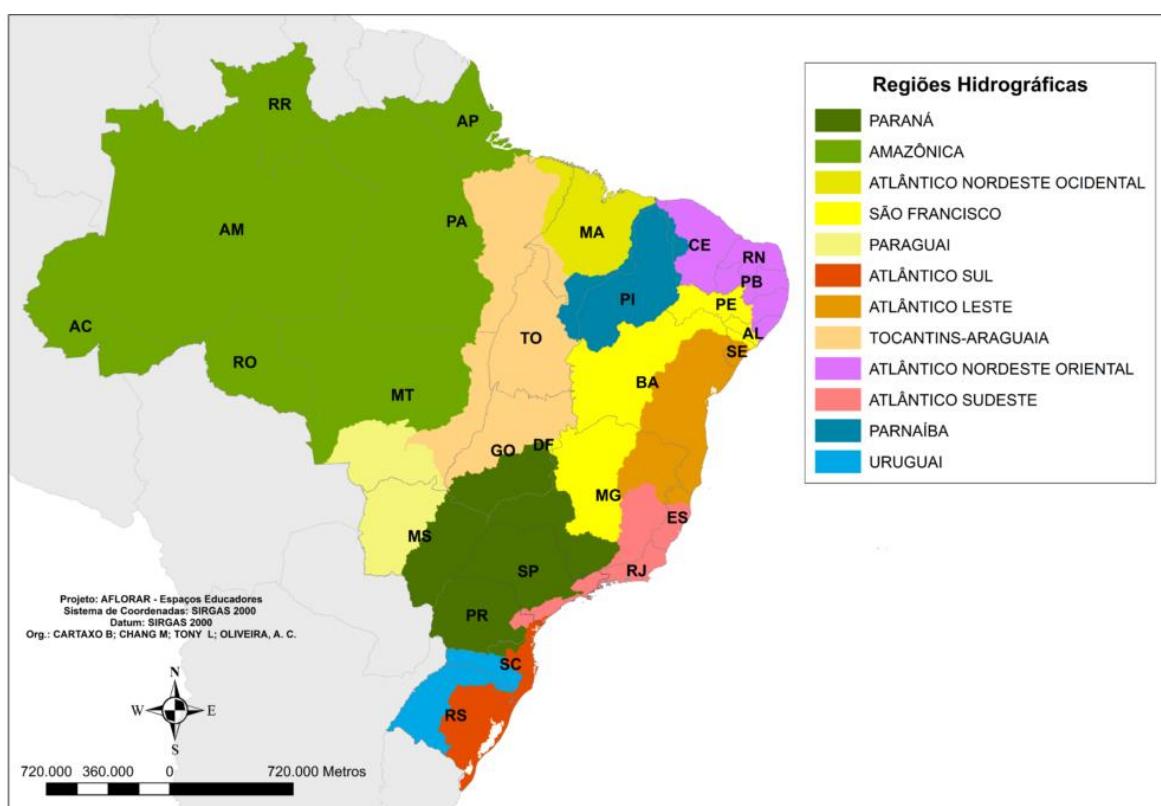 RR
AP
AM
PA
MA
CE
RN
PB
PI
PE
AL
SE
AC
RO
TO
BA
MT
GO
DF
MG
ES
MS
SP
RJ
PR
SC
RS
Regiões Hidrográficas
PARANÁ
AMAZÔNICA
ATLÂNTICO NORDESTE OCIDENTAL
SÃO FRANCISCO
PARAGUAI
ATLÂNTICO SUL
ATLÂNTICO LESTE
TOCANTINS-ARAGUAIA
ATLÂNTICO NORDESTE ORIENTAL
ATLÂNTICO SUDESTE
PARNAÍBA
URUGUAI
Projeto: AFLORAR - Espaços Educadores
Sistema de Coordenadas: SIRGAS 2000
Datum: SIRGAS 2000
Org.: CARTAXO B; CHANG M; TONY L; OLIVEIRA, A. C.
N
W E
S
720.000 360.000 0 720.000 Metros